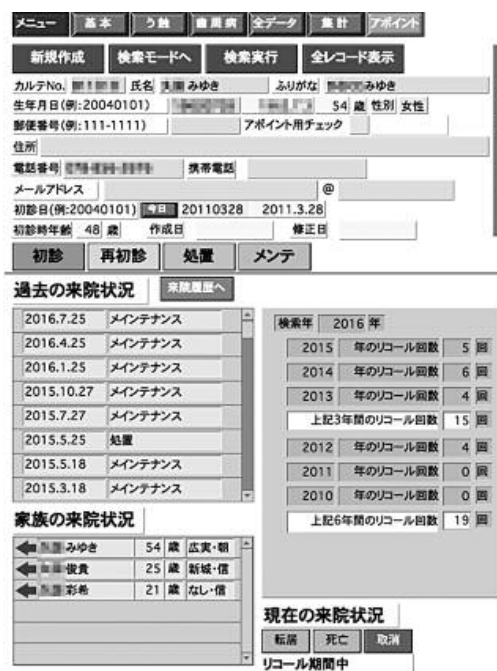 メニュー 基本 う蝕 歯周病 全データ 集計 アポイント
新規作成 検索モードへ 検索実行 全レコード表示
カルテNo. 氏名 みゆき ふりがな みゆき
生年月日(例:20040101) 54 歳 性別 女性
郵便番号(例:111-1111) アポイント用チェック
住所
電話番号 携帯電話
メールアドレス @
初診日(例:20040101) 今日 20110328 2011.3.28
初診時年齢 48 歳 作成日 修正日
初診 再初診 処置 メンテ
過去の来院状況 来院履歴へ
2016.7.25 メインテナンス
2016.4.25 メインテナンス
2016.1.25 メインテナンス
2015.10.27 メインテナンス
2015.7.27 メインテナンス
2015.5.25 処置
2015.5.18 メインテナンス
2015.3.18 メインテナンス
検索年 2016 年
2015 年のリコール回数 5 回
2014 年のリコール回数 6 回
2013 年のリコール回数 4 回
上記3年間のリコール回数 15 回
2012 年のリコール回数 4 回
2011 年のリコール回数 0 回
2010 年のリコール回数 0 回
上記6年間のリコール回数 19 回
家族の来院状況
みゆき 54 歳 広実・朝
俊貴 25 歳 新城・信
彩希 21 歳 なし・信
現在の来院状況
転居 死亡 取消
リコール期間中